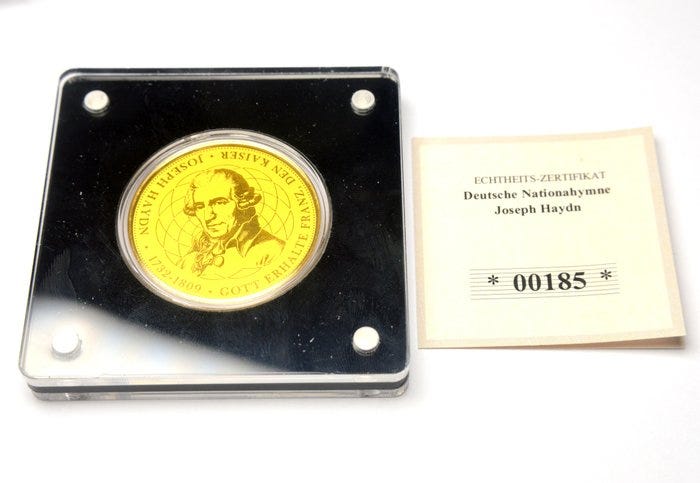 JOSEPH HAYDN · 1732-1809 · GOTT ERHALTE FRANZ, DEN KAISER ·
ECHTHEITS-ZERTIFIKAT
Deutsche Nationahymne
Joseph Haydn
* 00185 *